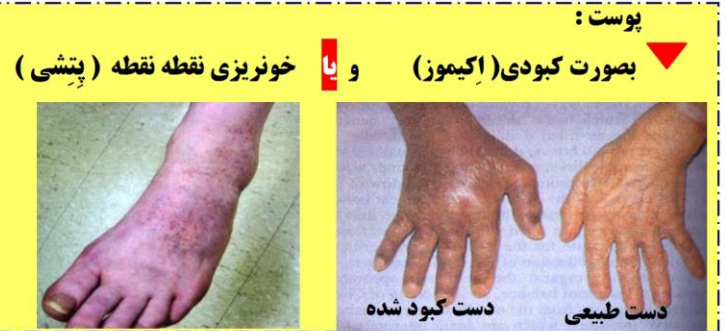 پوست :
بصورت کبودی( اِکیموز) و یا خونریزی نقطه نقطه ( پِتِشی )
دست کبود شده
دست طبیعی